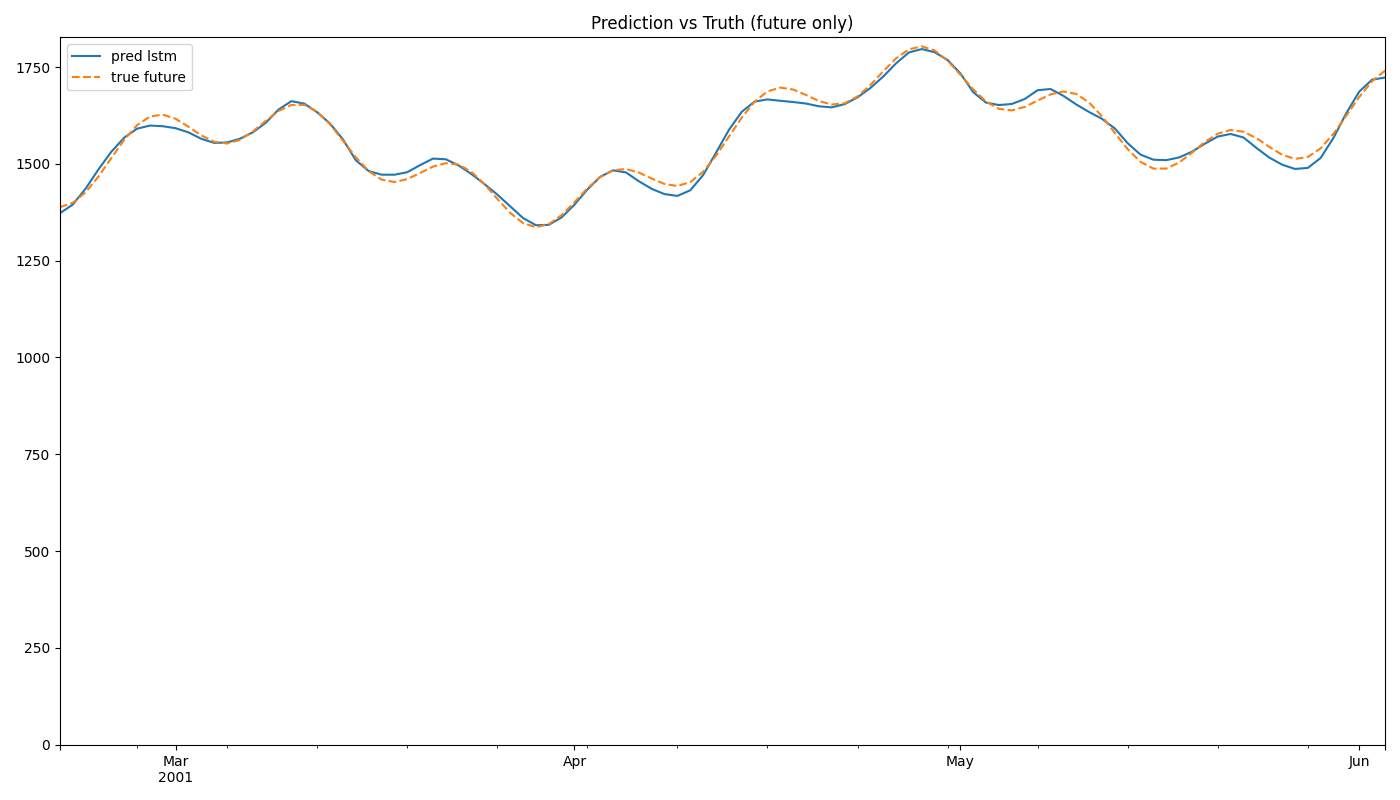 Prediction vs Truth (future only)
pred lstm
true future
1750
1500
1250
1000
750
500
250
0
Mar
2001
Apr
May
Jun